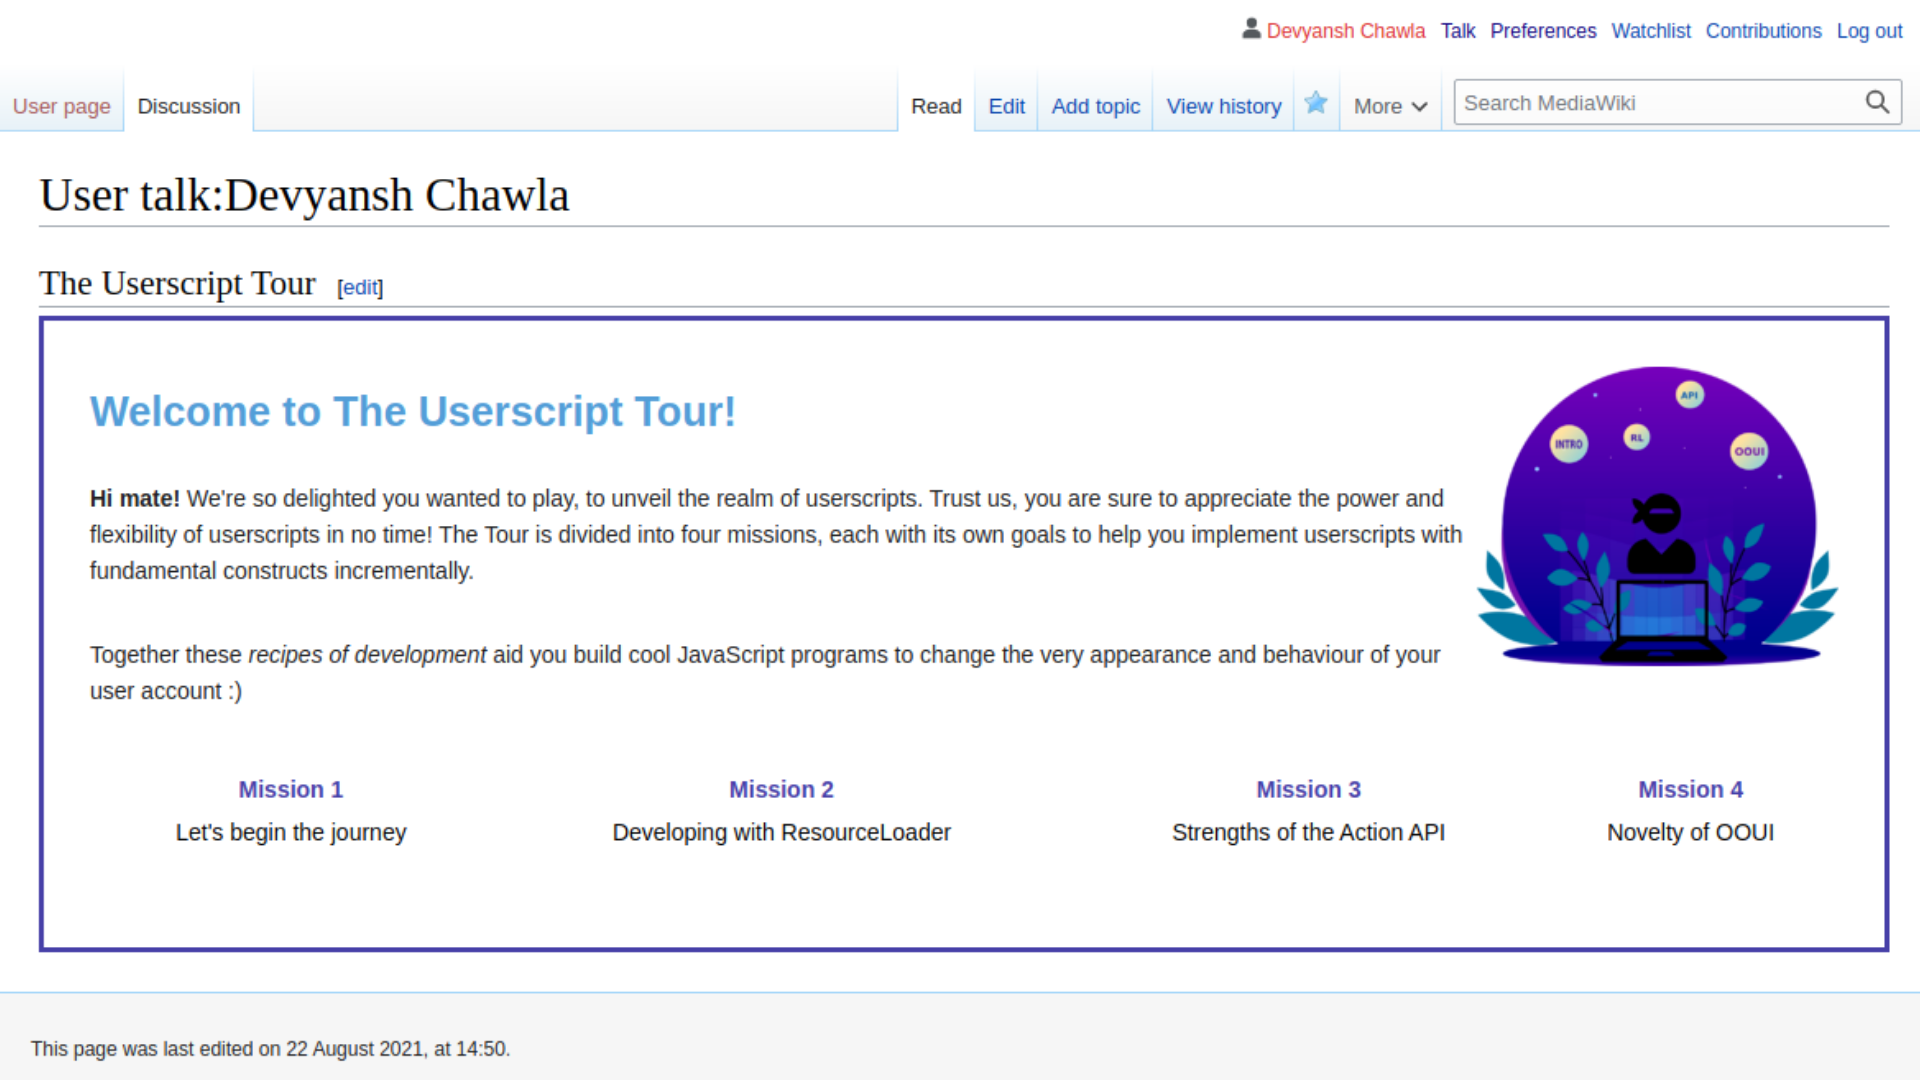 Devyansh Chawla Talk Preferences Watchlist Contributions Log out
User page Discussion Read Edit Add topic View history More Search MediaWiki
User talk:Devyansh Chawla
The Userscript Tour [edit]
Welcome to The Userscript Tour!
Hi mate! We're so delighted you wanted to play, to unveil the realm of userscripts. Trust us, you are sure to appreciate the power and
flexibility of userscripts in no time! The Tour is divided into four missions, each with its own goals to help you implement userscripts with
fundamental constructs incrementally.
Together these recipes of development aid you build cool JavaScript programs to change the very appearance and behaviour of your
user account :)
API
INTRO RL OOUI
Mission 1 Mission 2 Mission 3 Mission 4
Let's begin the journey Developing with ResourceLoader Strengths of the Action API Novelty of OOUI
This page was last edited on 22 August 2021, at 14:50.